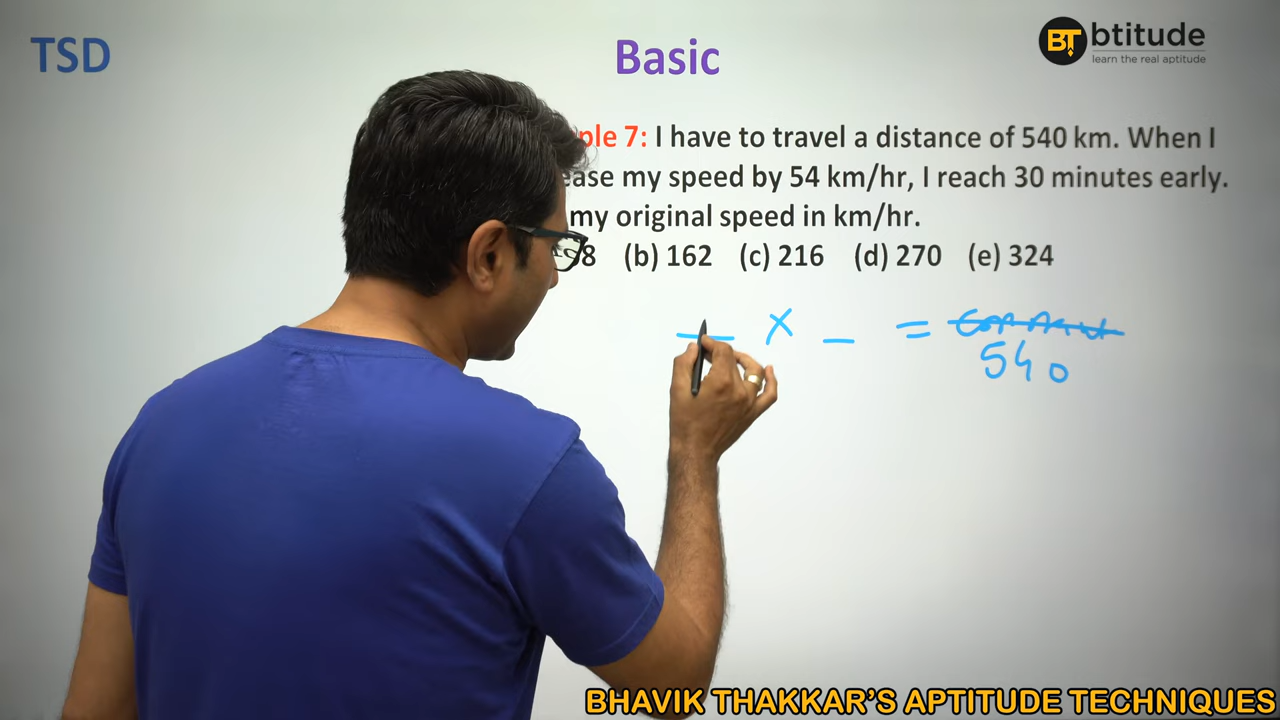 TSD
Basic
BT btitude
learn the real aptitude
ple 7: I have to travel a distance of 540 km. When I
ease my speed by 54 km/hr, I reach 30 minutes early.
my original speed in km/hr.
8 (b) 162 (c) 216 (d) 270 (e) 324
× =
540
BHAVIK THAKKAR'S APTITUDE TECHNIQUES